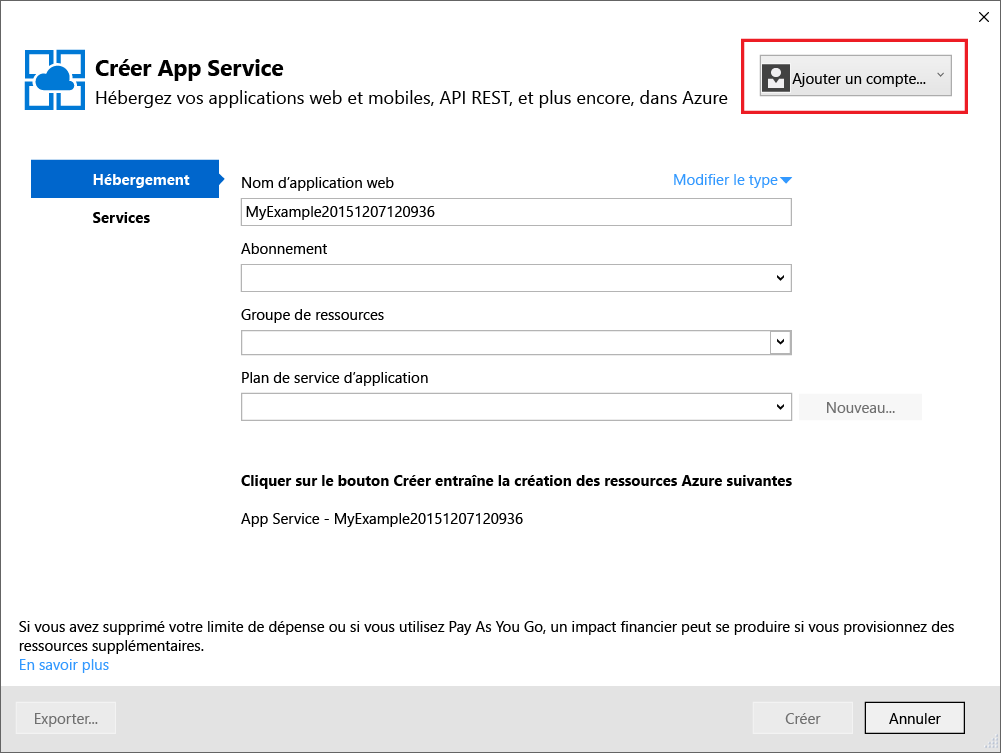 Créer App Service
Hébergez vos applications web et mobiles, API REST, et plus encore, dans Azure
Ajouter un compte...
Hébergement
Services
Nom d’application web
Modifier le type
MyExample20151207120936
Abonnement
Groupe de ressources
Plan de service d’application
Nouveau...
Cliquer sur le bouton Créer entraîne la création des ressources Azure suivantes
App Service - MyExample20151207120936
Si vous avez supprimé votre limite de dépense ou si vous utilisez Pay As You Go, un impact financier peut se produire si vous provisionnez des
ressources supplémentaires.
En savoir plus
Exporter...
Créer
Annuler